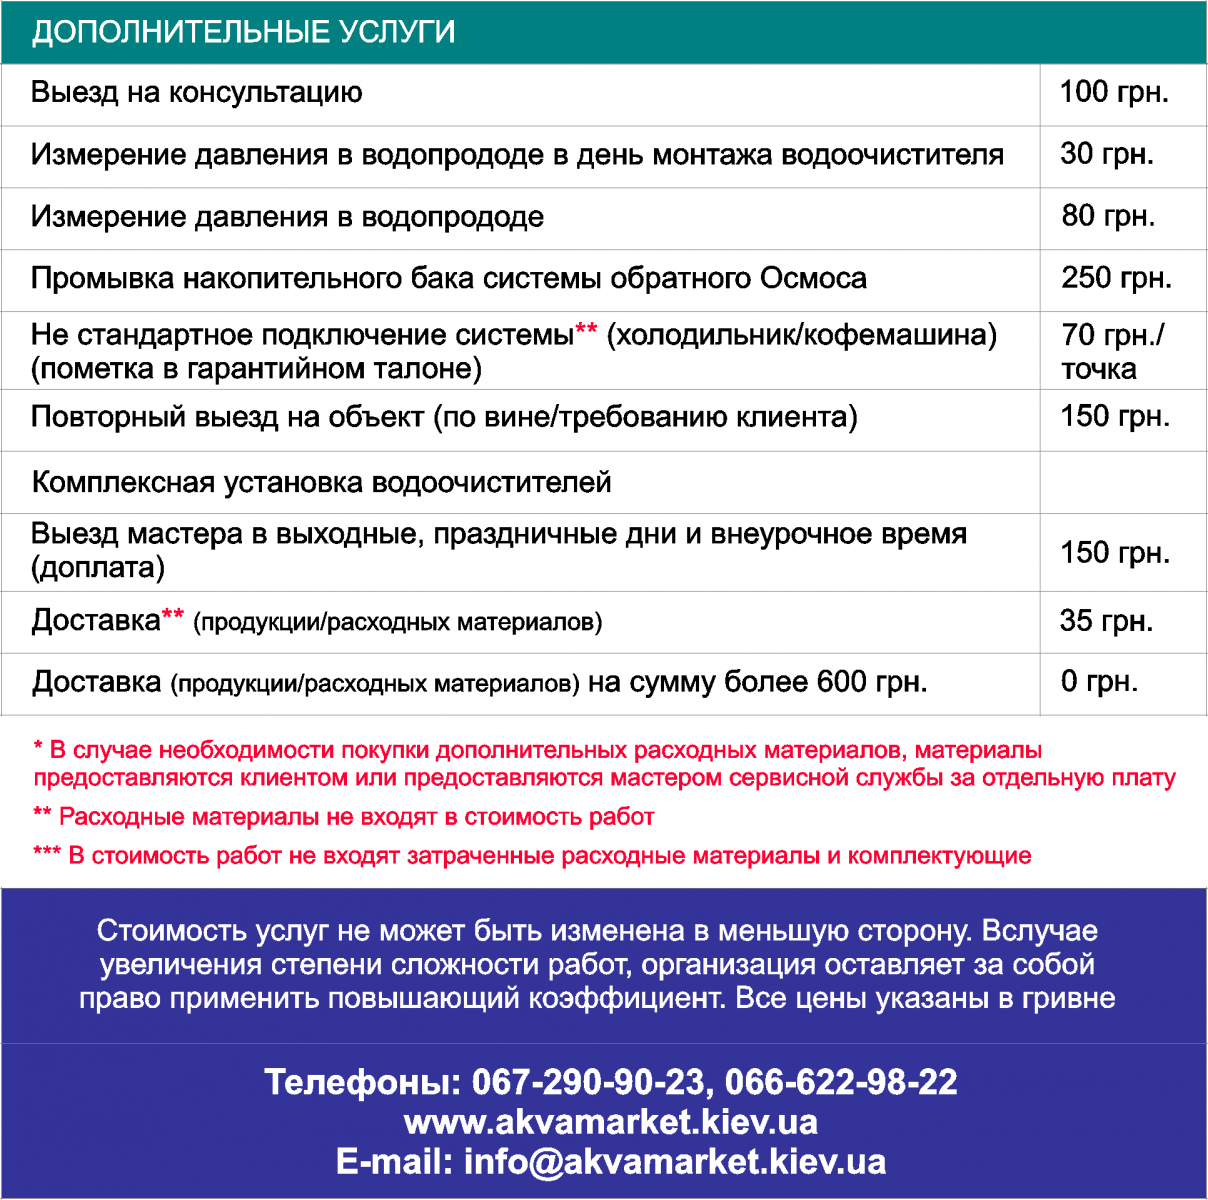 ДОПОЛНИТЕЛЬНЫЕ УСЛУГИ
Выезд на консультацию 100 грн.
Измерение давления в водопрододе в день монтажа водоочистителя 30 грн.
Измерение давления в водопрододе 80 грн.
Промывка накопительного бака системы обратного Осмоса 250 грн.
Не стандартное подключение системы** (холодильник/кофемашина) 70 грн./
(пометка в гарантийном талоне) точка
Повторный выезд на объект (по вине/требованию клиента) 150 грн.
Комплексная установка водоочистителей
Выезд мастера в выходные, праздничные дни и внеурочное время
(доплата) 150 грн.
Доставка** (продукции/расходных материалов) 35 грн.
Доставка (продукции/расходных материалов) на сумму более 600 грн. 0 грн.
* В случае необходимости покупки дополнительных расходных материалов, материалы
предоставляются клиентом или предоставляются мастером сервисной службы за отдельную плату
** Расходные материалы не входят в стоимость работ
*** В стоимость работ не входят затраченные расходные материалы и комплектующие
Стоимость услуг не может быть изменена в меньшую сторону. Вслучае
увеличения степени сложности работ, организация оставляет за собой
право применить повышающий коэффициент. Все цены указаны в гривне
Телефоны: 067-290-90-23, 066-622-98-22
www.akvamarket.kiev.ua
E-mail: info@akvamarket.kiev.ua